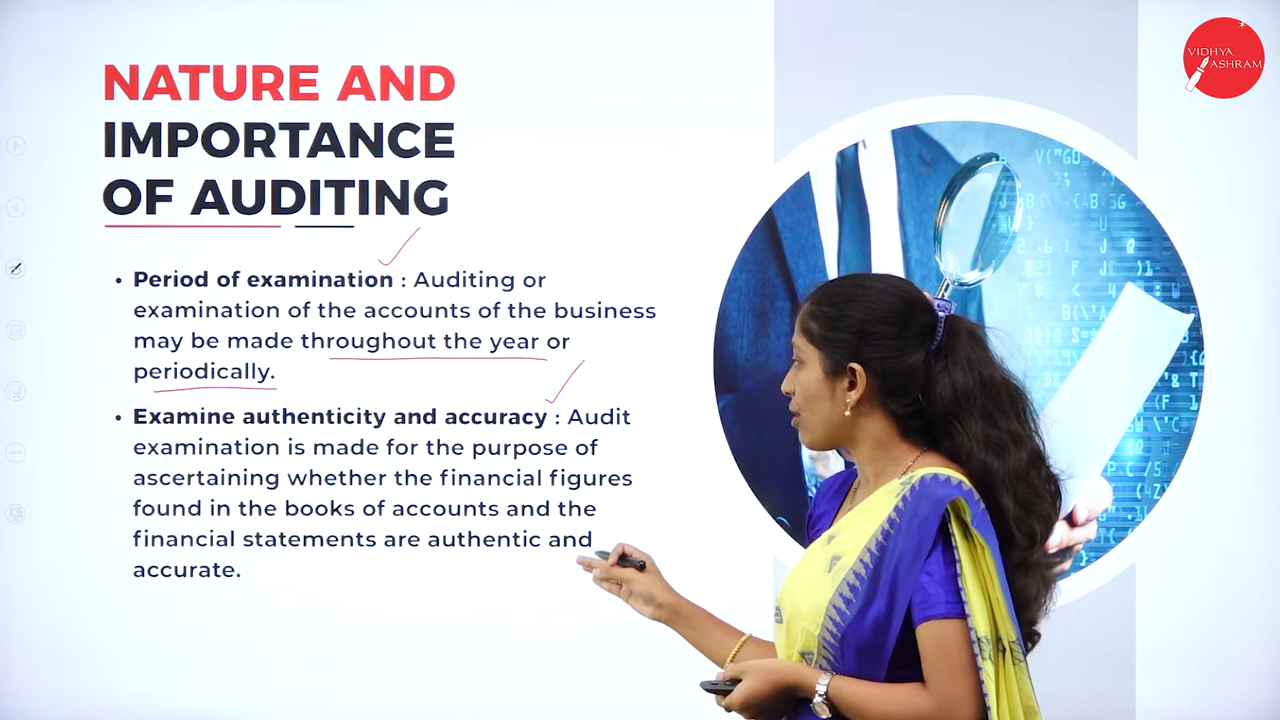 VIDHYA
ASHRAM
NATURE AND
IMPORTANCE
OF AUDITING
• Period of examination : Auditing or
examination of the accounts of the business
may be made throughout the year or
periodically.
• Examine authenticity and accuracy : Audit
examination is made for the purpose of
ascertaining whether the financial figures
found in the books of accounts and the
financial statements are authentic and
accurate.